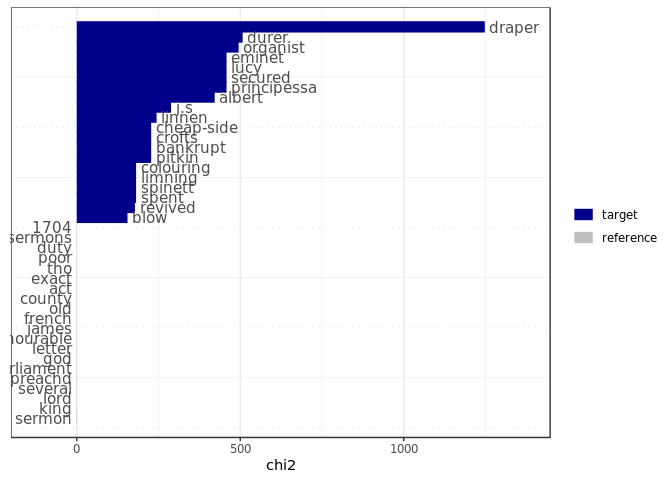 draper
durer
organist
eminet
lucy
secured
principessa
albert
j.s
linnen
cheap-side
crofts
bankrupt
pitkin
colouring
limning
spinett
spent
revived
blow
1704
sermons
duty
poor
tho
exact
act
county
old
french
james
nourable
letter
god
rliament
preachd
several
lord
king
sermon
0 500 1000
chi2
target
reference